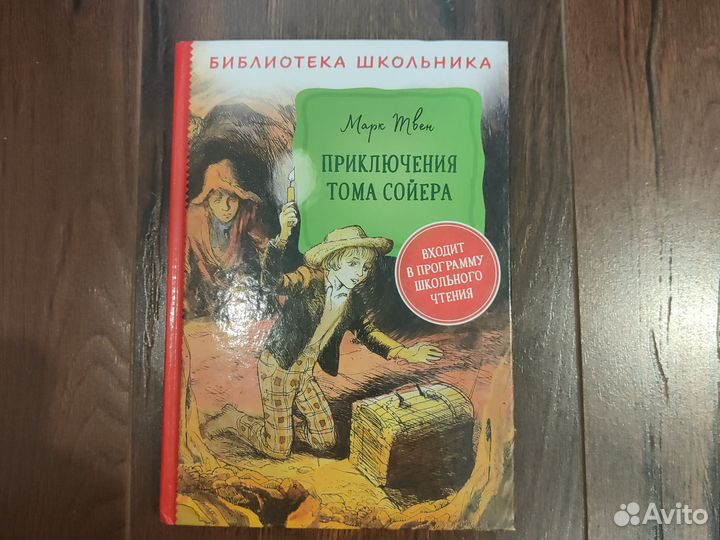 БИБЛИОТЕКА ШКОЛЬНИКА
Марк Твен
ПРИКЛЮЧЕНИЯ
ТОМА СОЙЕРА
ВХОДИТ
В ПРОГРАММУ
ШКОЛЬНОГО
ЧТЕНИЯ
Avito